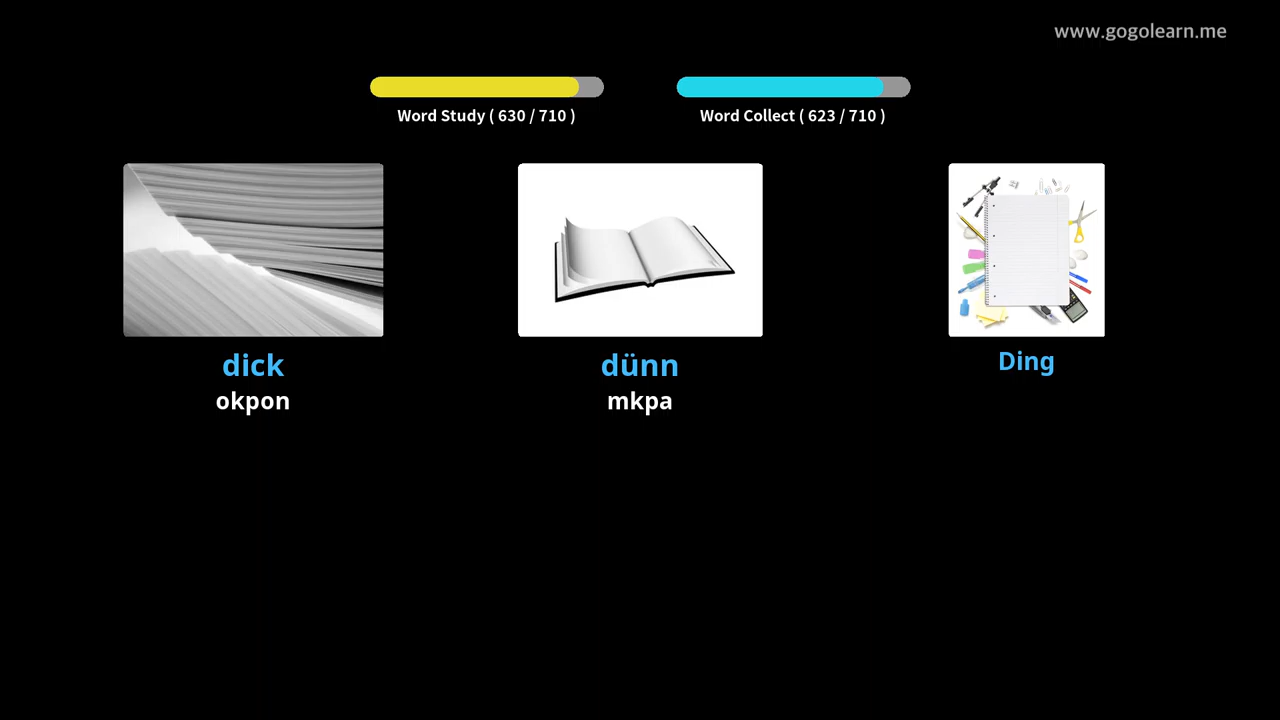 www.gogolearn.me
Word Study ( 630 / 710 )
Word Collect ( 623 / 710 )
dick
okpon
dünn
mkpa
Ding